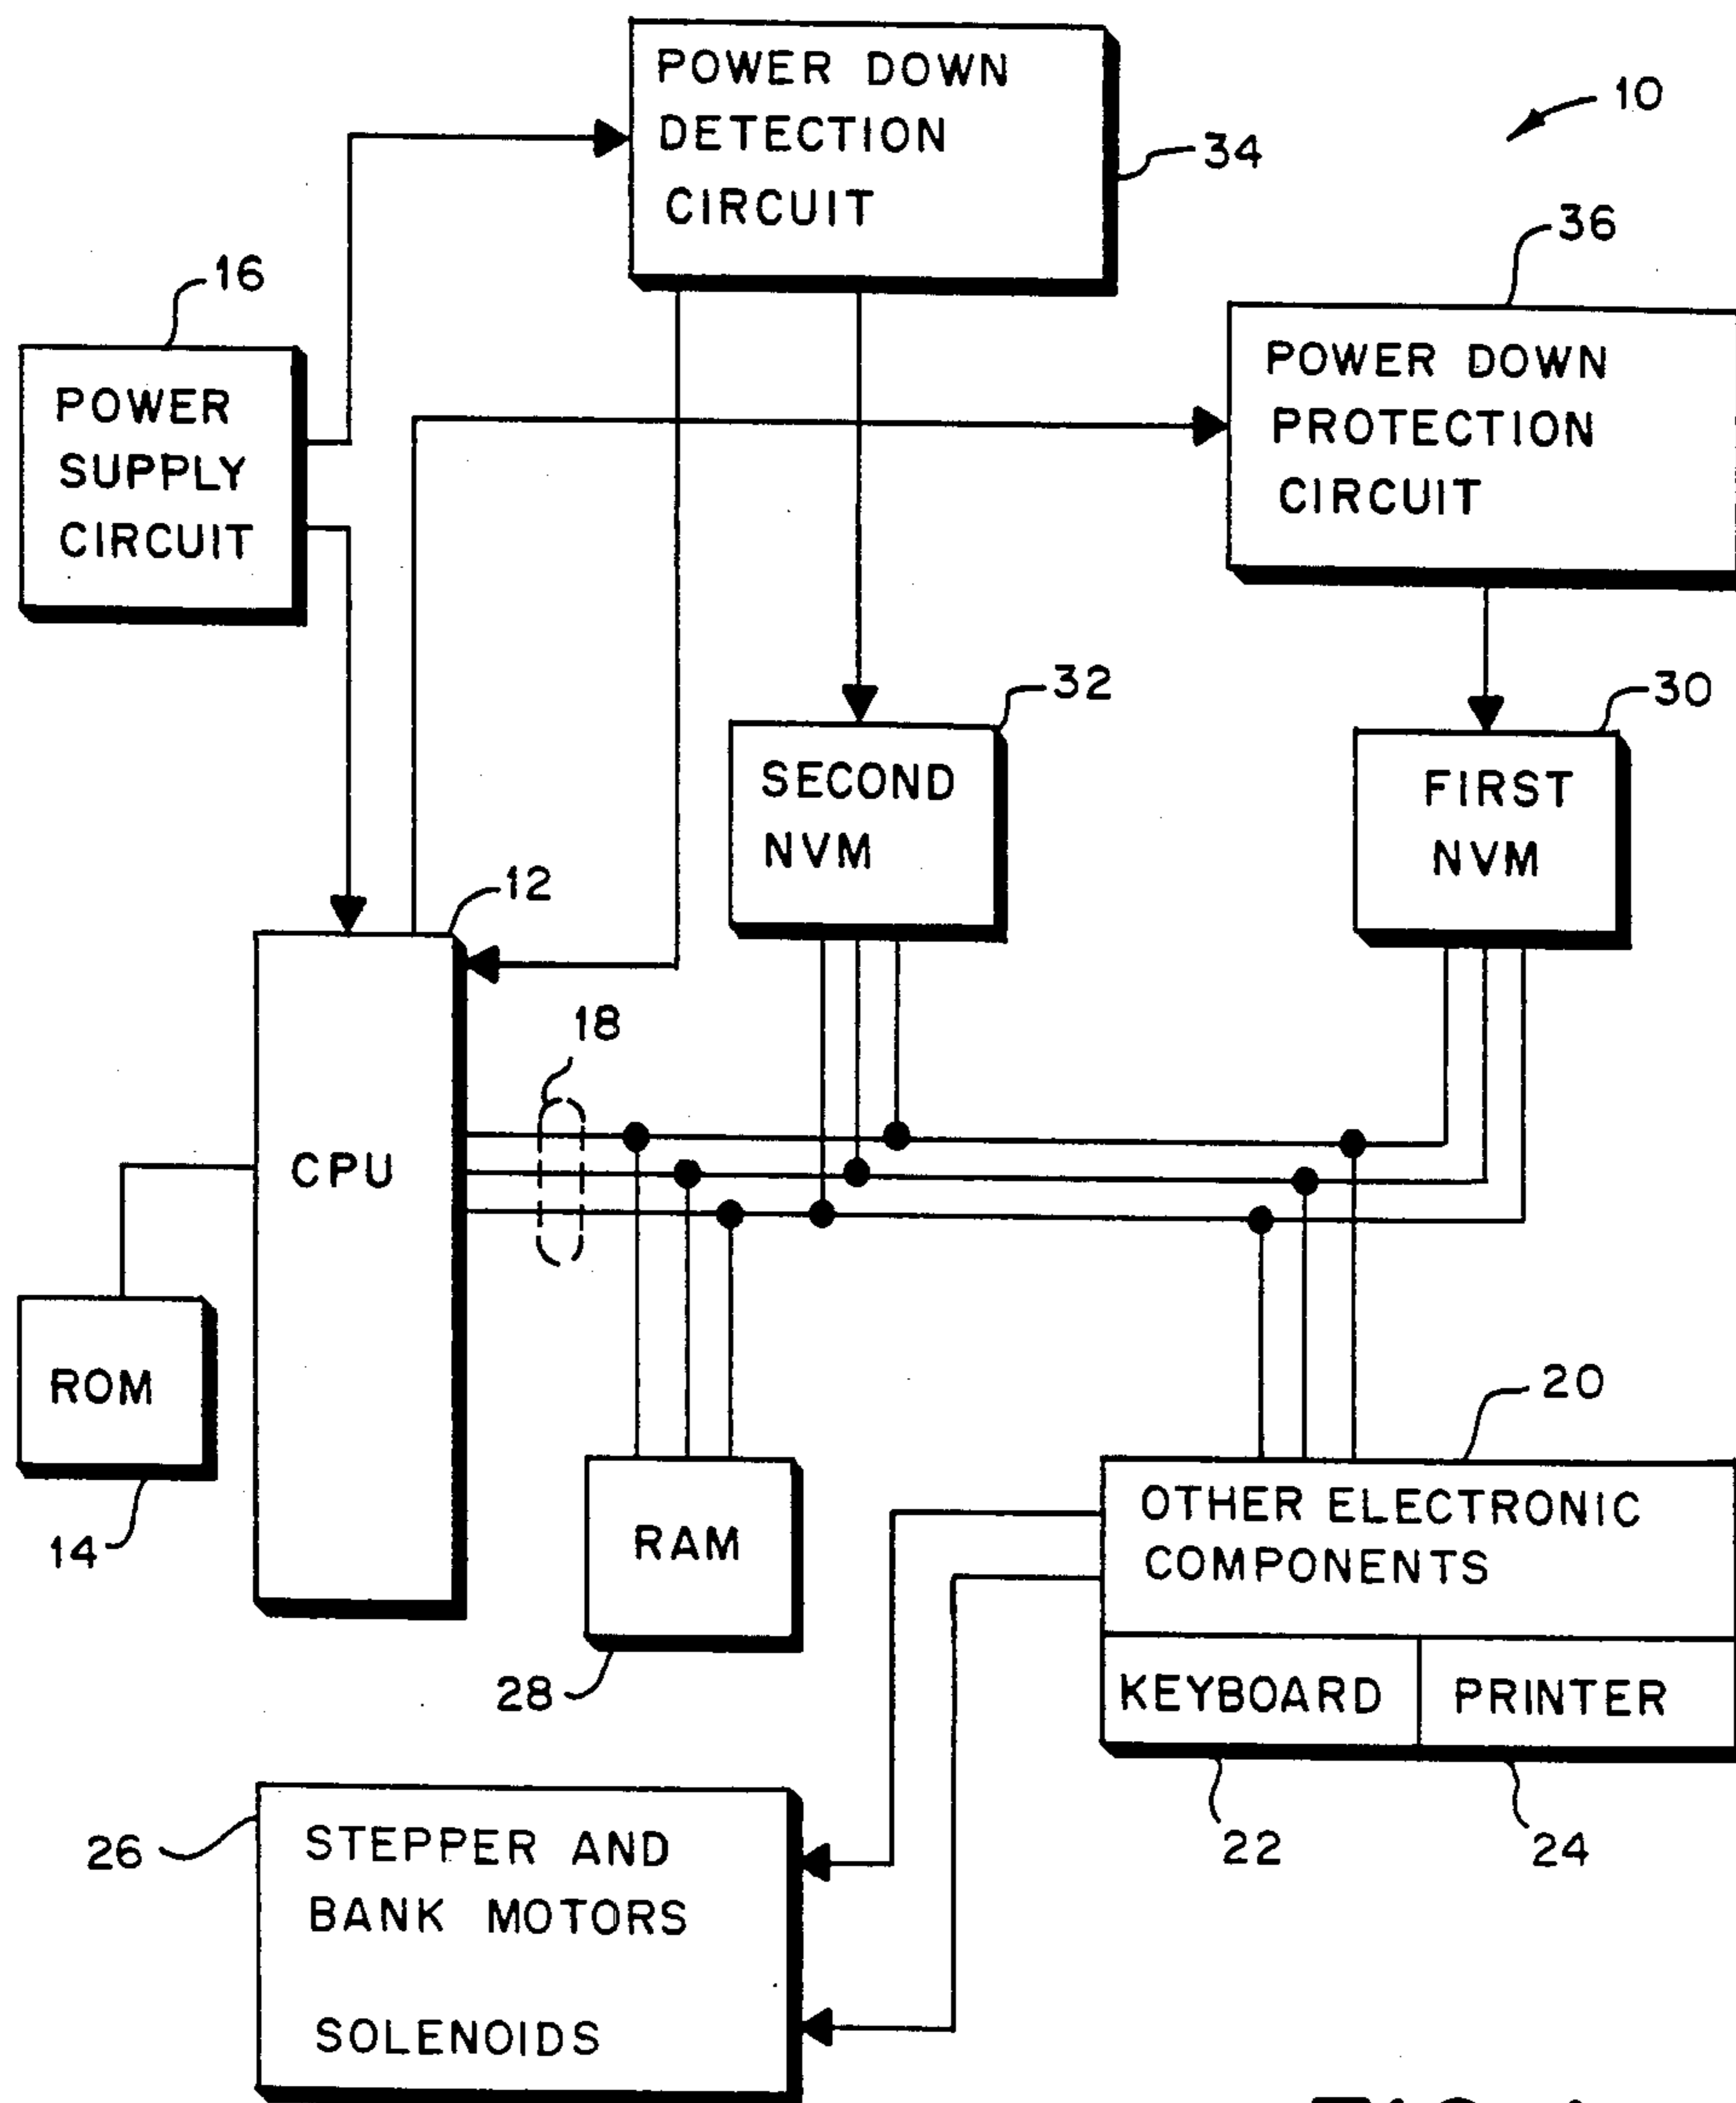 POWER DOWN
DETECTION
CIRCUIT
10
34
36
16
POWER DOWN
PROTECTION
CIRCUIT
POWER
SUPPLY
CIRCUIT
32
30
SECOND
NVM
FIRST
NVM
12
18
CPU
ROM
14
20
OTHER ELECTRONIC
COMPONENTS
RAM
28
KEYBOARD
PRINTER
22
24
26
STEPPER AND
BANK MOTORS
SOLENOIDS